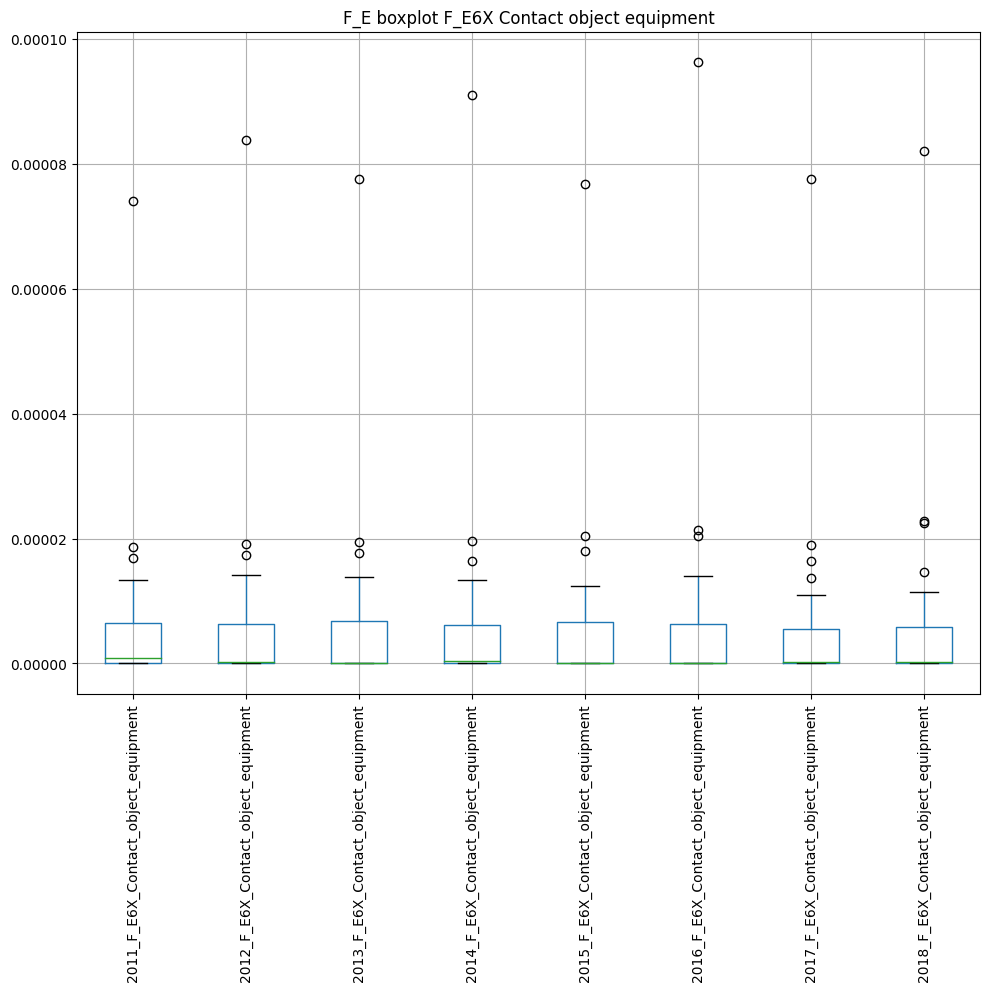 F_E boxplot F_E6X Contact object equipment
0.00010
0.00008
0.00006
0.00004
0.00002
0.00000
2011_F_E6X_Contact_object_equipment
2012_F_E6X_Contact_object_equipment
2013_F_E6X_Contact_object_equipment
2014_F_E6X_Contact_object_equipment
2015_F_E6X_Contact_object_equipment
2016_F_E6X_Contact_object_equipment
2017_F_E6X_Contact_object_equipment
2018_F_E6X_Contact_object_equipment